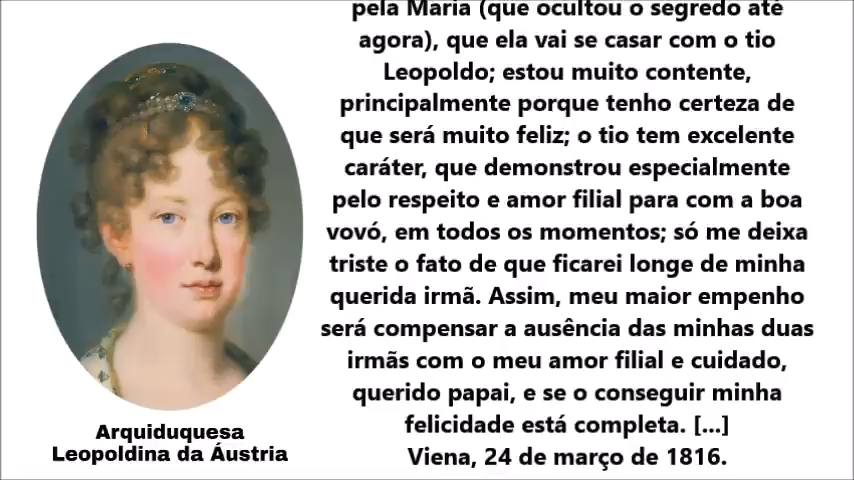 pela Maria (que ocultou o segredo até
agora), que ela vai se casar com o tio
Leopoldo; estou muito contente,
principalmente porque tenho certeza de
que será muito feliz; o tio tem excelente
caráter, que demonstrou especialmente
pelo respeito e amor filial para com a boa
vovó, em todos os momentos; só me deixa
triste o fato de que ficarei longe de minha
querida irmã. Assim, meu maior empenho
será compensar a ausência das minhas duas
irmãs com o meu amor filial e cuidado,
querido papai, e se o conseguir minha
felicidade está completa. [...]
Viena, 24 de março de 1816.
Arquiduquesa
Leopoldina da Áustria